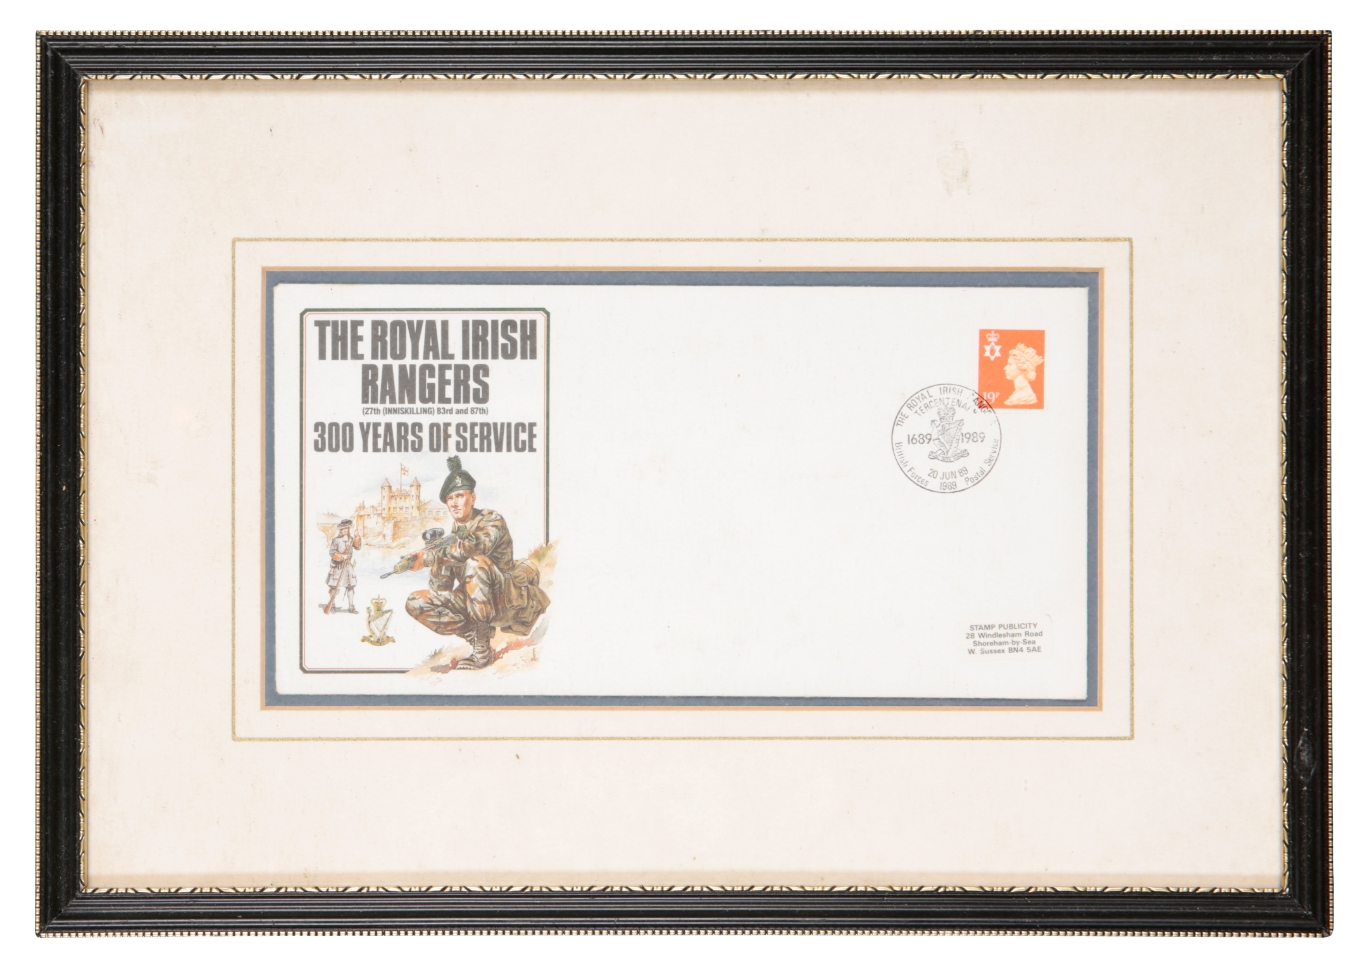 THE ROYAL IRISH
RANGERS
(27th (INNISKILLING) 83rd and 87th)
300 YEARS OF SERVICE
19P
THE ROYAL IRISH RANGERS
TERCENTENARY
1689 1989
20 JUN 89
1989
British Forces Postal Service
STAMP PUBLICITY
28 Windlesham Road
Shoreham-by-Sea
W. Sussex BN4 5AE